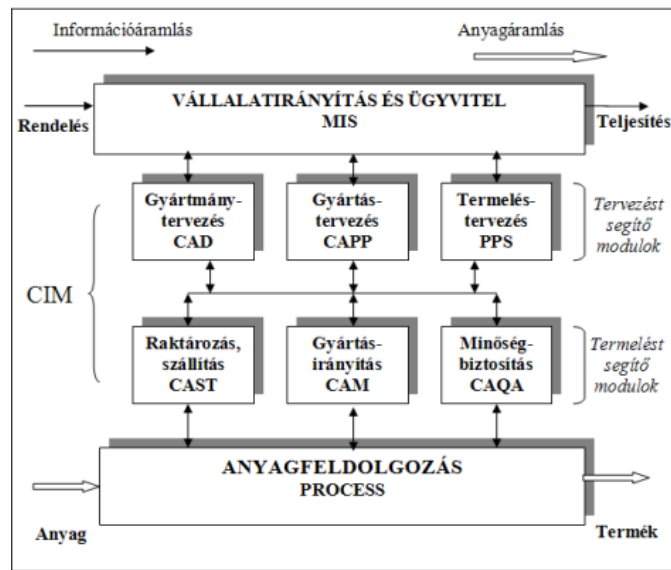 Információáramlás
Anyagáramlás
VÁLLALATIRÁNYÍTÁS ÉS ÜGYVITEL
MIS
Rendelés
Teljesítés
Gyártmány-
tervezés
CAD
Gyártás-
tervezés
CAPP
Termelés-
tervezés
PPS
Tervezést
segítő
modulok
CIM
Raktározás,
szállítás
CAST
Gyártás-
irányítás
CAM
Minőség-
biztosítás
CAQA
Termelést
segítő
modulok
ANYAGFELDOLGOZÁS
PROCESS
Anyag
Termék